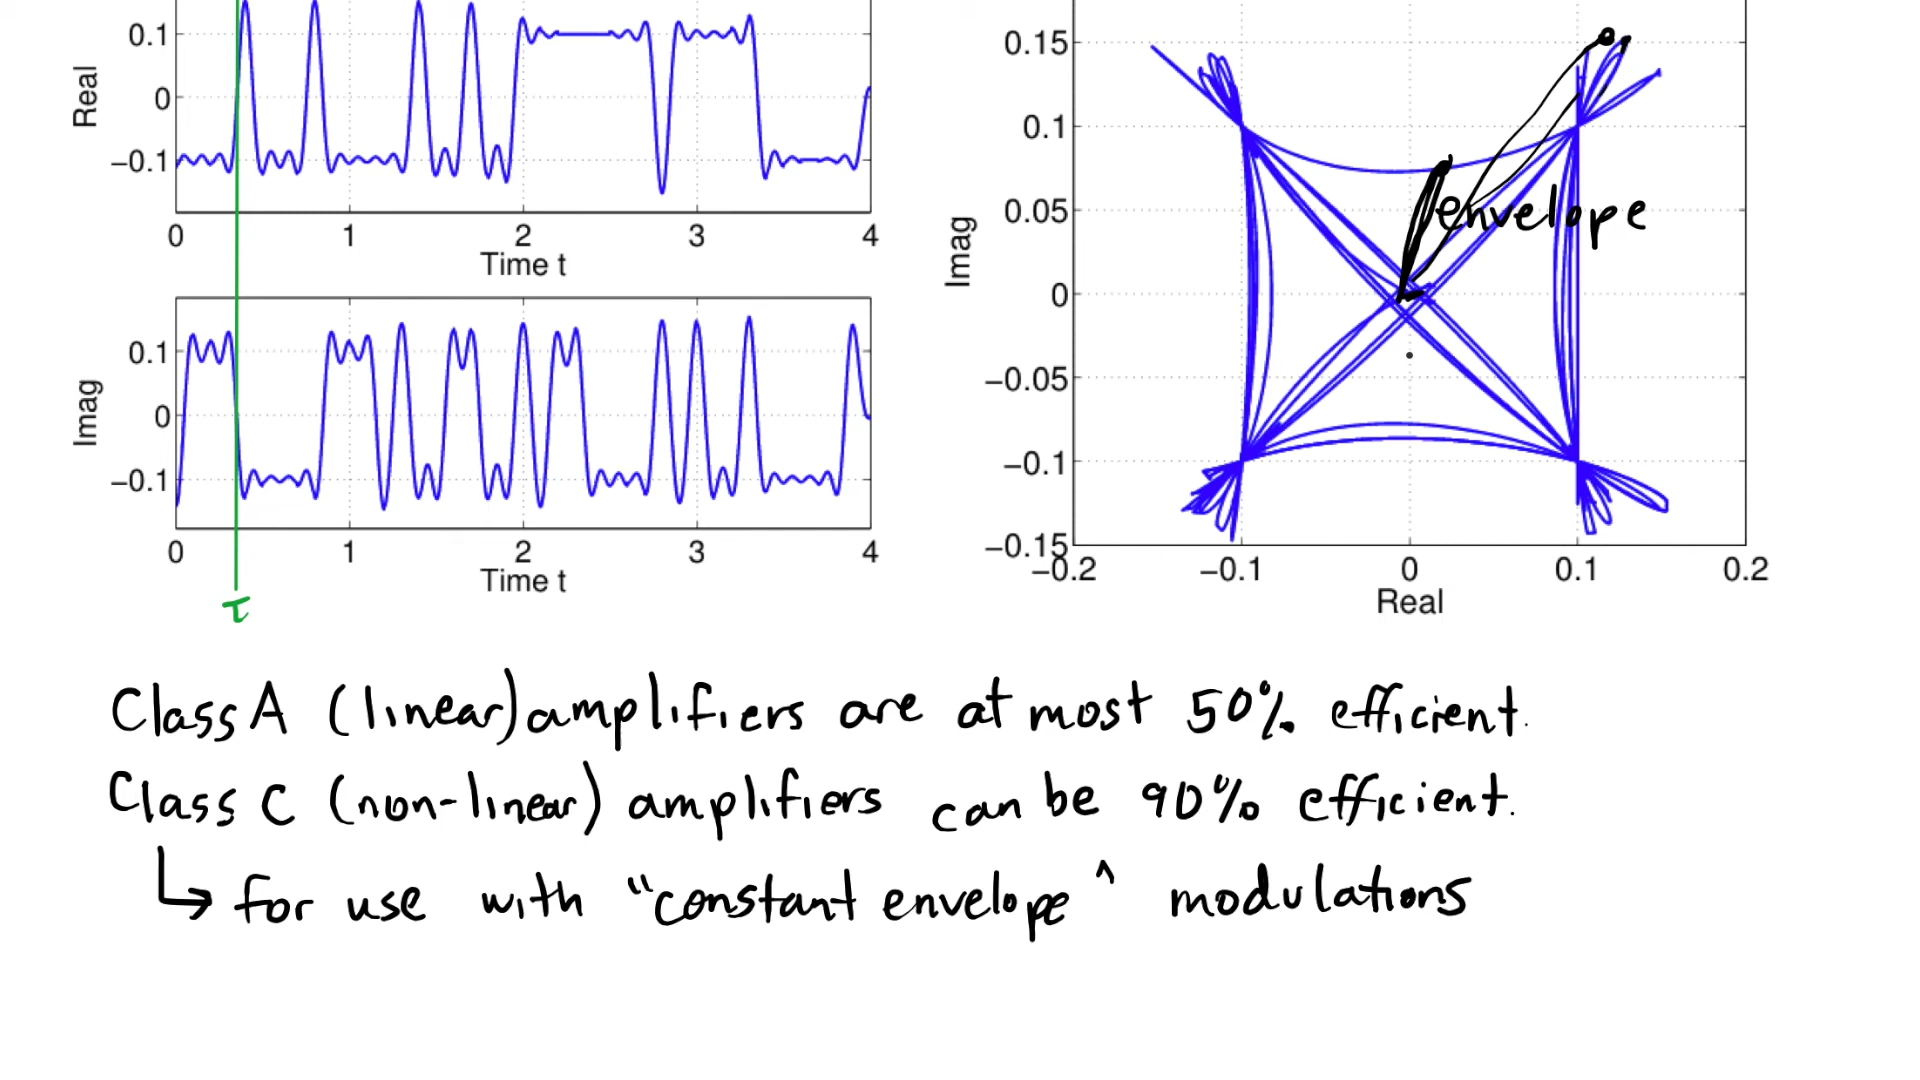 0.1
0
−0.1
Real
0 1 2 3 4
Time t
0.1
0
−0.1
Imag
0 1 2 3 4
Time t
τ
0.15
0.1
0.05
0
−0.05
−0.1
−0.15
Imag
envelope
−0.2 −0.1 0 0.1 0.2
Real
Class A (linear) amplifiers are at most 50% efficient.
Class C (non-linear) amplifiers can be 90% efficient.
↳ for use with "constant envelope" modulations